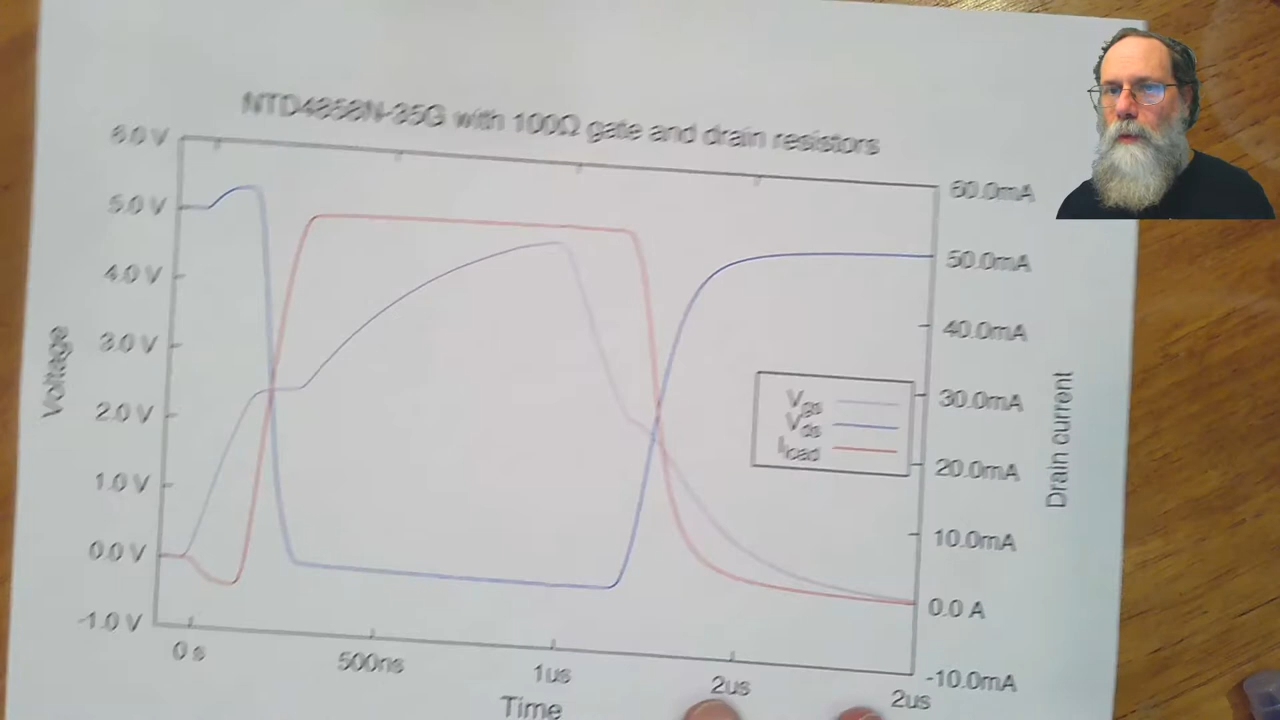 NTD4858N-35G with 100Ω gate and drain resistors
6.0 V
5.0 V
4.0 V
3.0 V
2.0 V
1.0 V
0.0 V
-1.0 V
Voltage
60.0mA
50.0mA
40.0mA
30.0mA
20.0mA
10.0mA
0.0 A
-10.0mA
Drain current
Vgs
Vds
Iload
0 s
500ns
1us
2us
2us
Time